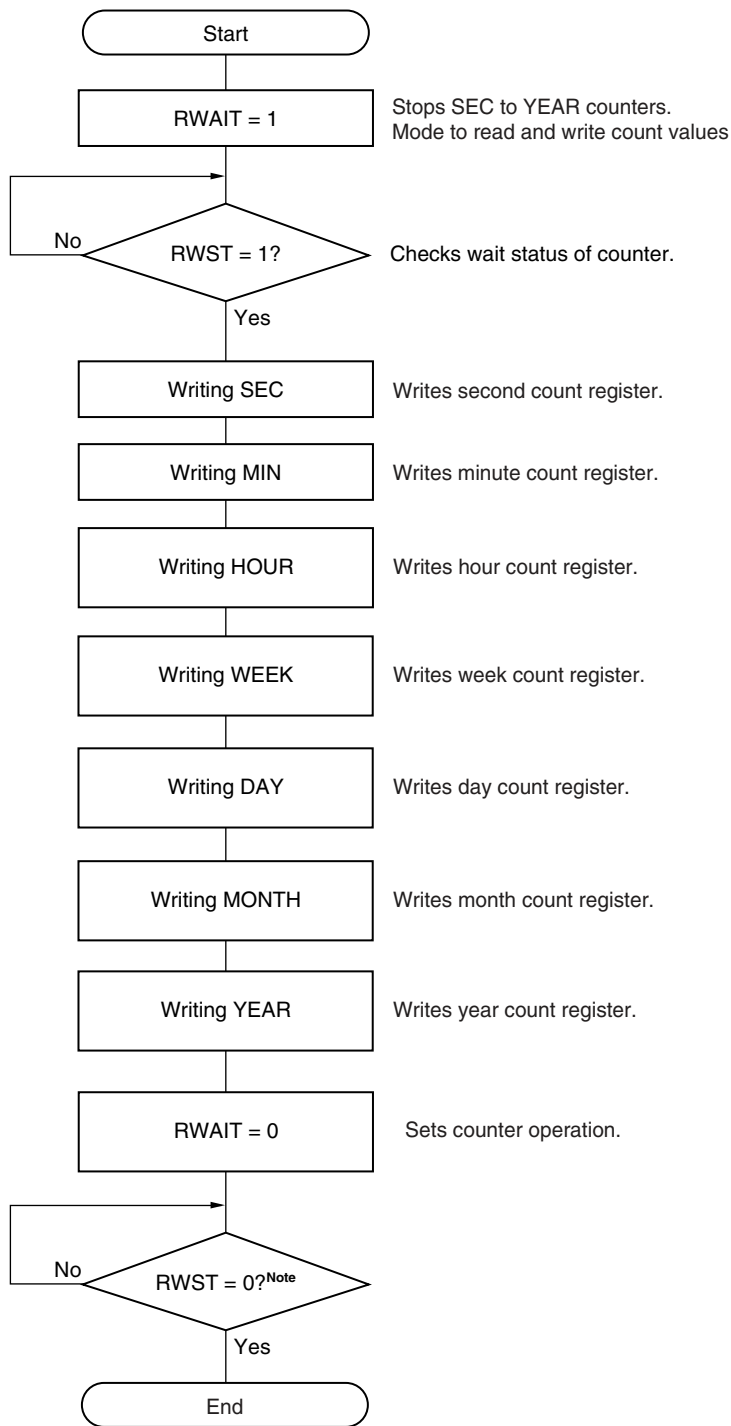 Start
RWAIT = 1
Stops SEC to YEAR counters.
Mode to read and write count values
No
RWST = 1?
Checks wait status of counter.
Yes
Writing SEC
Writes second count register.
Writing MIN
Writes minute count register.
Writing HOUR
Writes hour count register.
Writing WEEK
Writes week count register.
Writing DAY
Writes day count register.
Writing MONTH
Writes month count register.
Writing YEAR
Writes year count register.
RWAIT = 0
Sets counter operation.
No
RWST = 0?Note
Yes
End